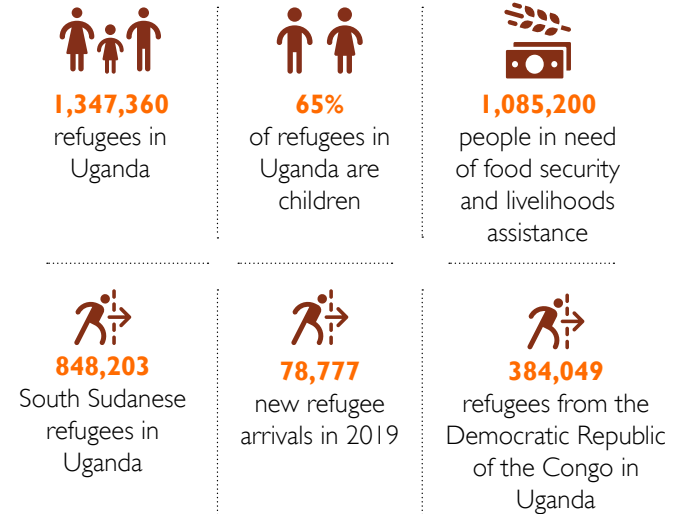 1,347,360
refugees in
Uganda
65%
of refugees in
Uganda are
children
1,085,200
people in need
of food security
and livelihoods
assistance
848,203
South Sudanese
refugees in
Uganda
78,777
new refugee
arrivals in 2019
384,049
refugees from the
Democratic Republic
of the Congo in
Uganda